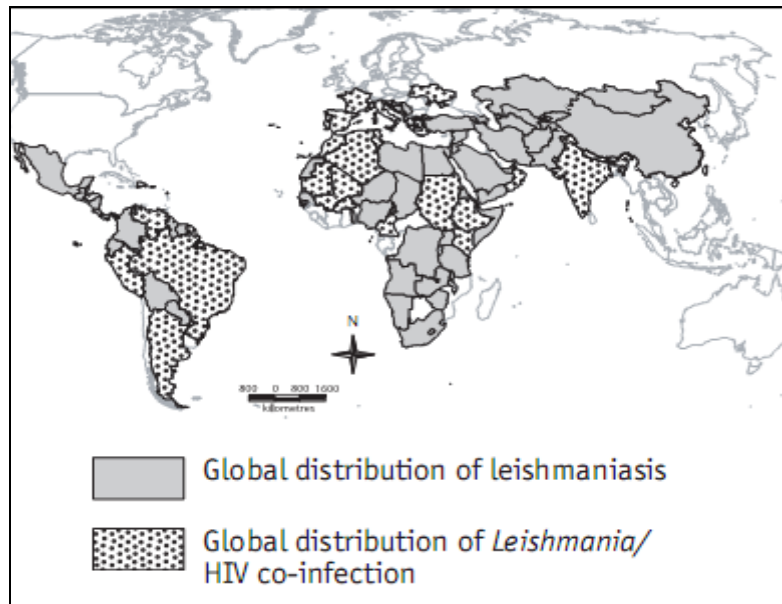 N
800 0 800 1600
kilometres
Global distribution of leishmaniasis
Global distribution of Leishmania/
HIV co-infection